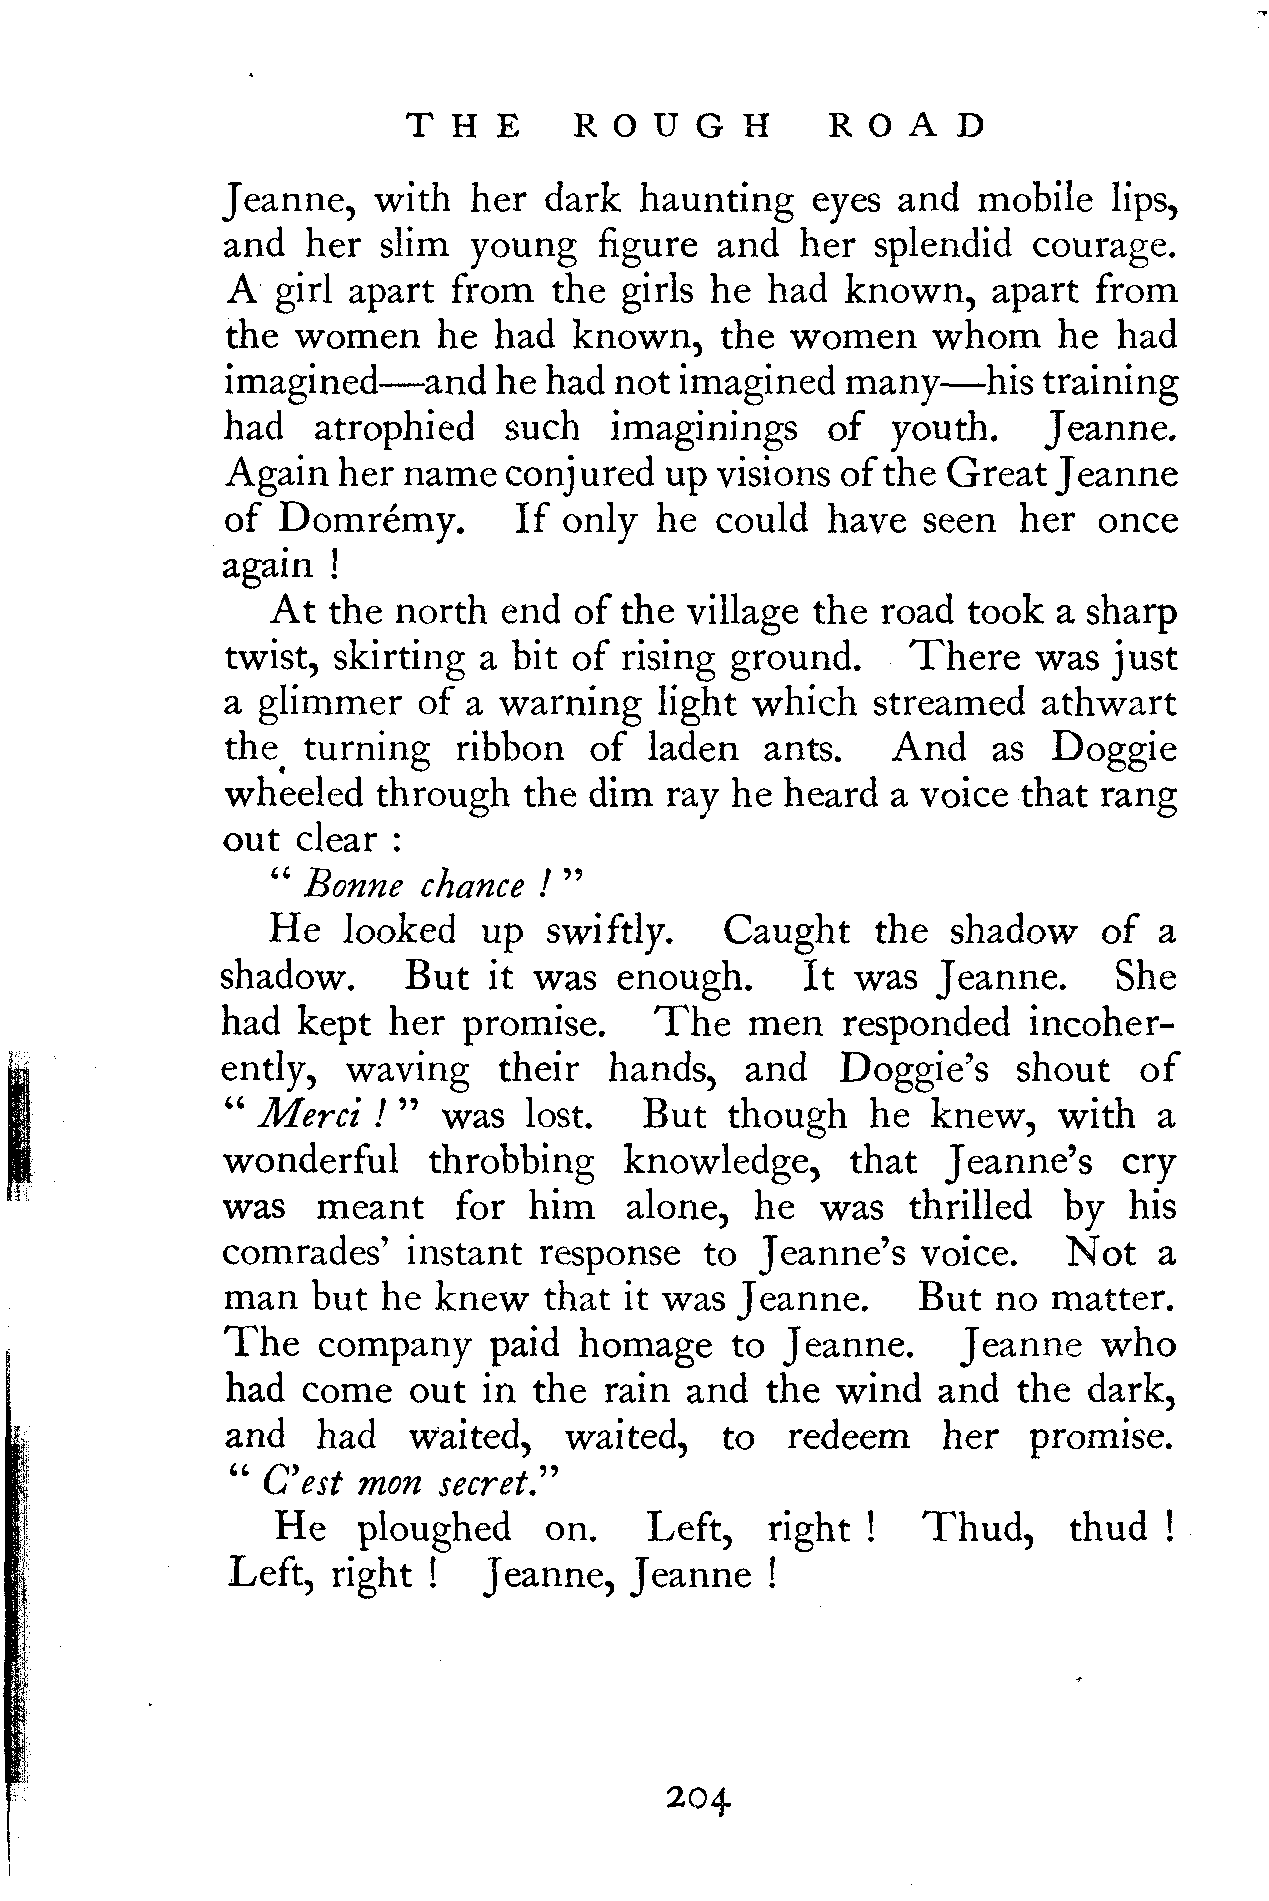 THE ROUGH ROAD
Jeanne, with her dark haunting eyes and mobile lips,
and her slim young figure and her splendid courage.
A girl apart from the girls he had known, apart from
the women he had known, the women whom he had
imagined—and he had not imagined many—his training
had atrophied such imaginings of youth. Jeanne.
Again her name conjured up visions of the Great Jeanne
of Domrémy. If only he could have seen her once
again !
At the north end of the village the road took a sharp
twist, skirting a bit of rising ground. There was just
a glimmer of a warning light which streamed athwart
the turning ribbon of laden ants. And as Doggie
wheeled through the dim ray he heard a voice that rang
out clear :
“ Bonne chance ! ”
He looked up swiftly. Caught the shadow of a
shadow. But it was enough. It was Jeanne. She
had kept her promise. The men responded incoher-
ently, waving their hands, and Doggie’s shout of
“ Merci ! ” was lost. But though he knew, with a
wonderful throbbing knowledge, that Jeanne’s cry
was meant for him alone, he was thrilled by his
comrades’ instant response to Jeanne’s voice. Not a
man but he knew that it was Jeanne. But no matter.
The company paid homage to Jeanne. Jeanne who
had come out in the rain and the wind and the dark,
and had waited, waited, to redeem her promise.
“ C’est mon secret.”
He ploughed on. Left, right ! Thud, thud !
Left, right ! Jeanne, Jeanne !
204